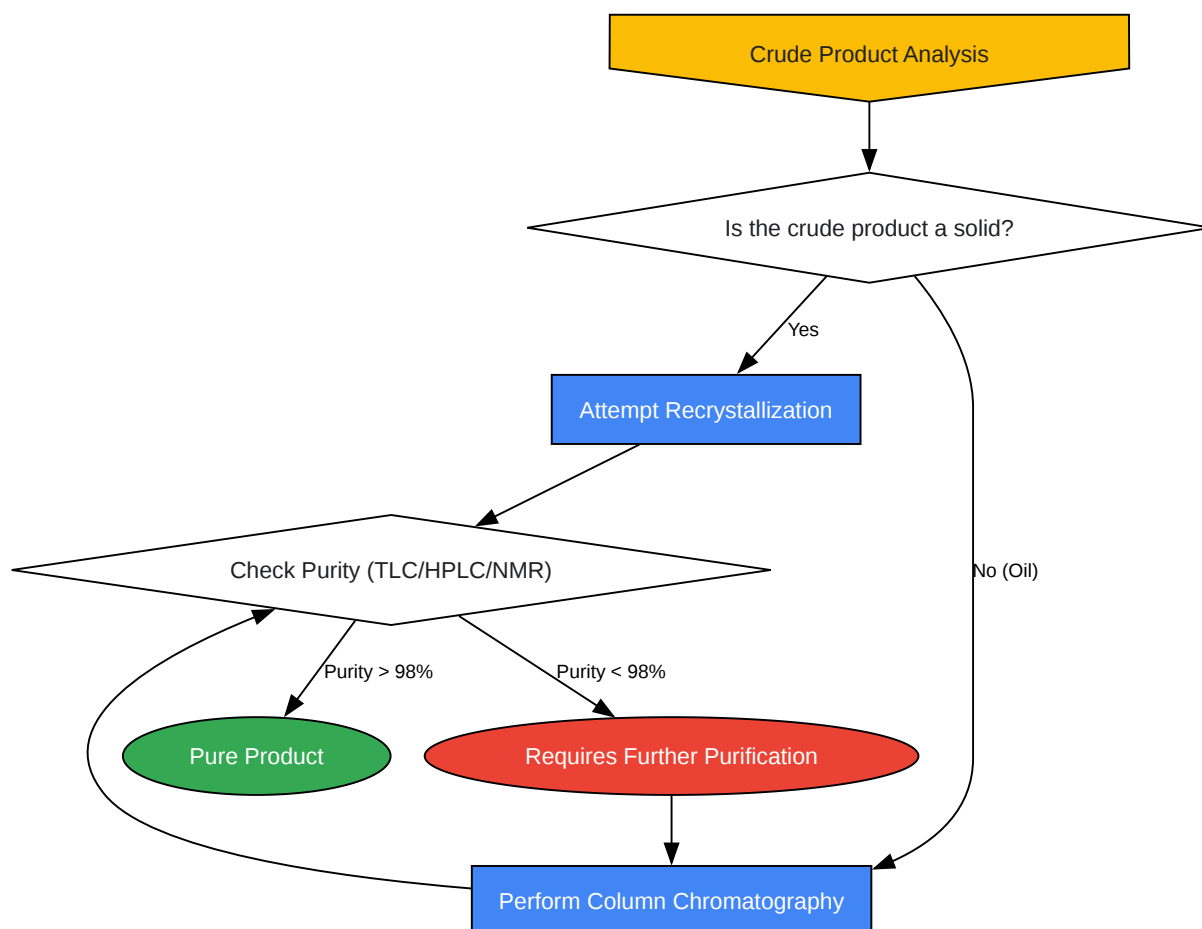 Crude Product Analysis
Is the crude product a solid?
Yes
Attempt Recrystallization
Check Purity (TLC/HPLC/NMR)
No (Oil)
Purity > 98%
Purity < 98%
Pure Product
Requires Further Purification
Perform Column Chromatography